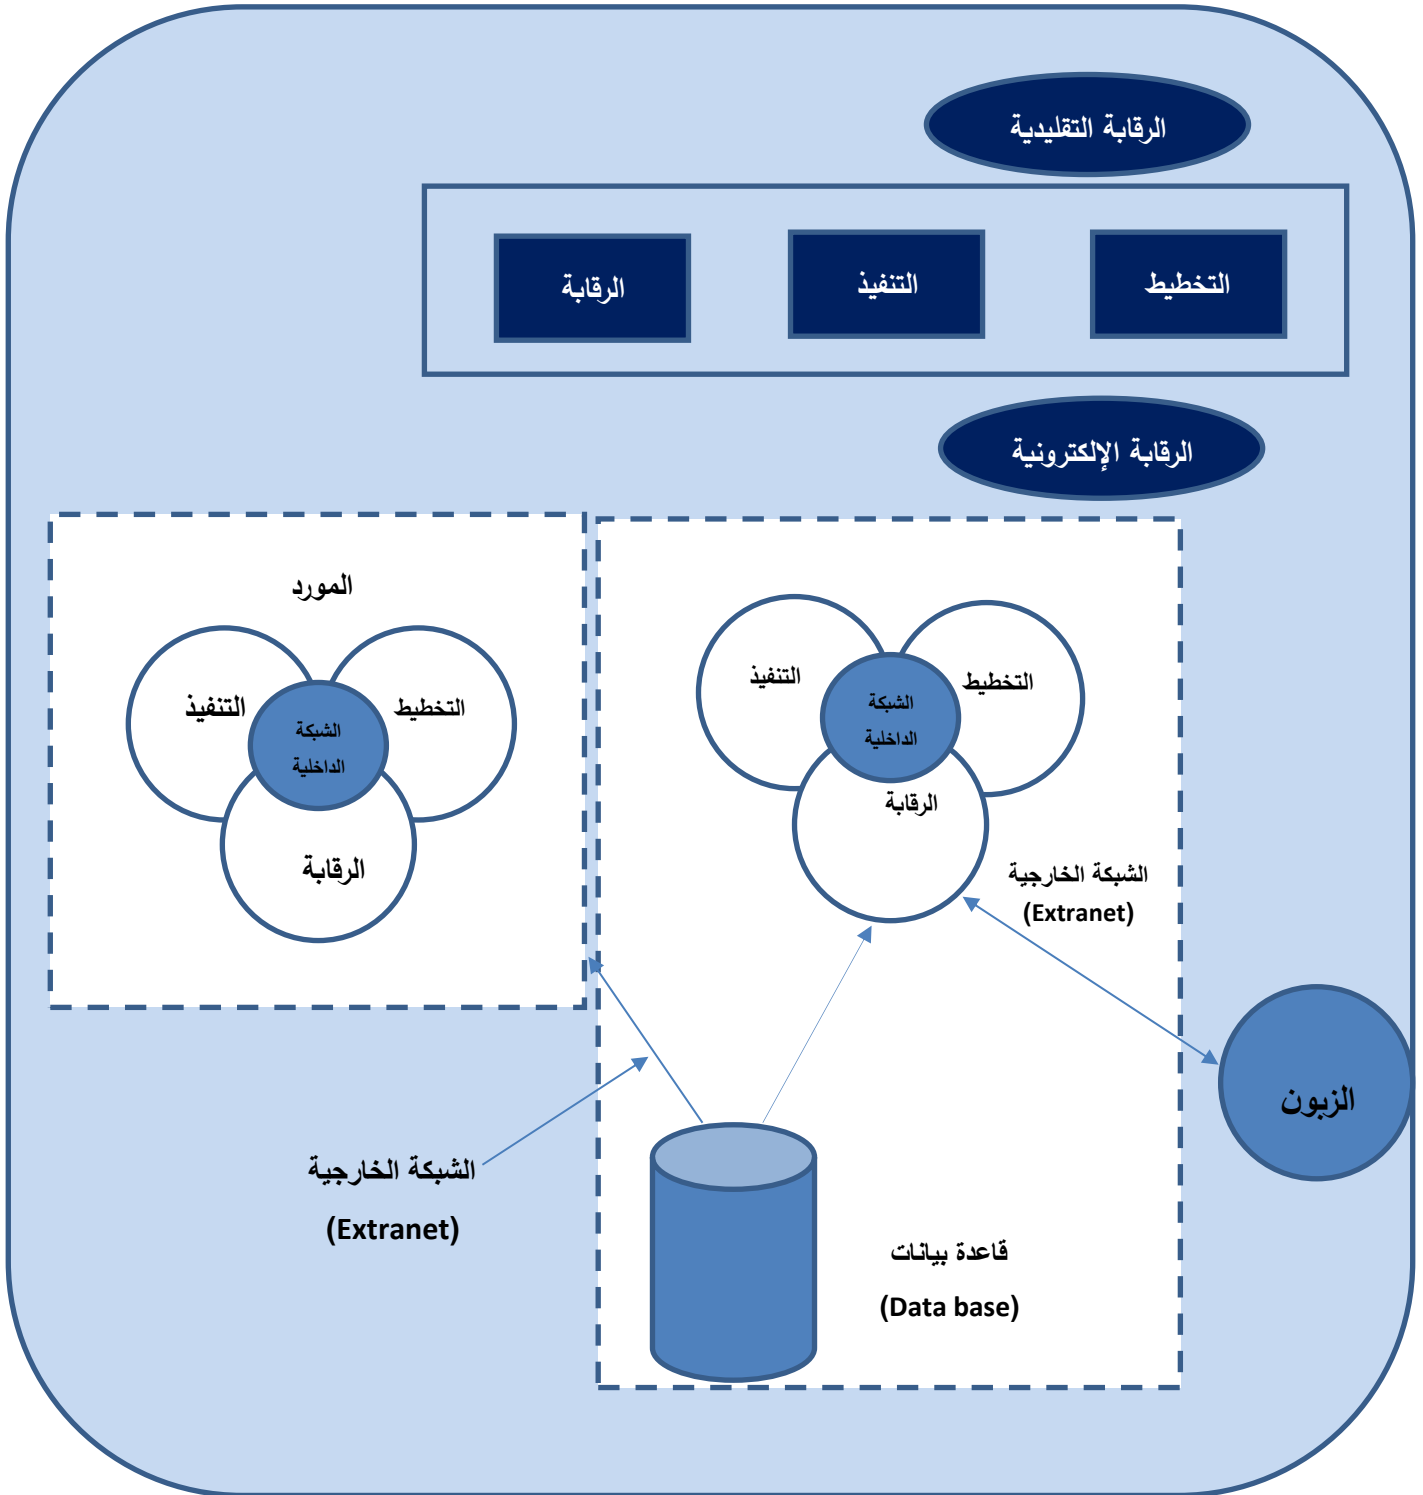 الرقابة التقليدية
التخطيط
التنفيذ
الرقابة
الرقابة الإلكترونية
التخطيط
التنفيذ
الشبكة
الداخلية
الرقابة
الشبكة الخارجية
(Extranet)
الزبون
قاعدة بيانات
(Data base)
المورد
التخطيط
التنفيذ
الشبكة
الداخلية
الرقابة
الشبكة الخارجية
(Extranet)